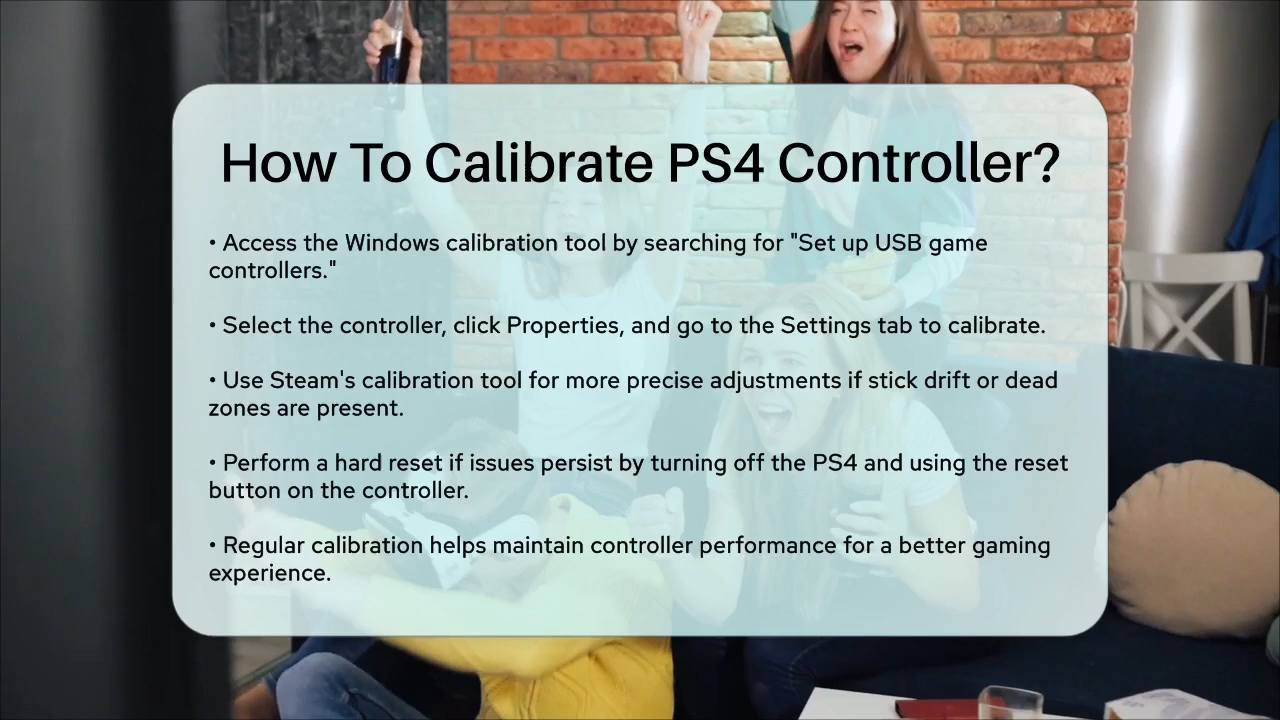 How To Calibrate PS4 Controller?
• Access the Windows calibration tool by searching for "Set up USB game
controllers."
• Select the controller, click Properties, and go to the Settings tab to calibrate.
• Use Steam's calibration tool for more precise adjustments if stick drift or dead
zones are present.
• Perform a hard reset if issues persist by turning off the PS4 and using the reset
button on the controller.
• Regular calibration helps maintain controller performance for a better gaming
experience.